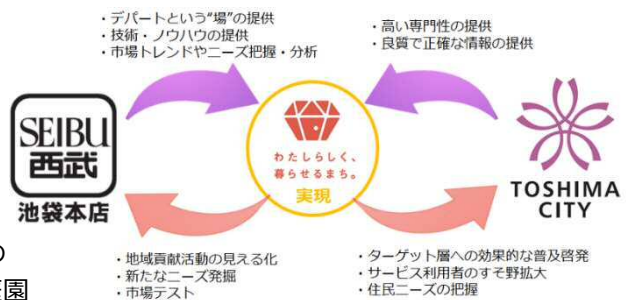 ・デパートという“場”の提供
・技術・ノウハウの提供
・市場トレンドやニーズ把握・分析
・高い専門性の提供
・良質で正確な情報の提供
SEIBU
西武
池袋本店
わたしらしく、
暮らせるまち。
実現
TOSHIMA
CITY
の
園
・地域貢献活動の見える化
・新たなニーズ発掘
・市場テスト
・ターゲット層への効果的な普及啓発
・サービス利用者のすそ野拡大
・住民ニーズの把握